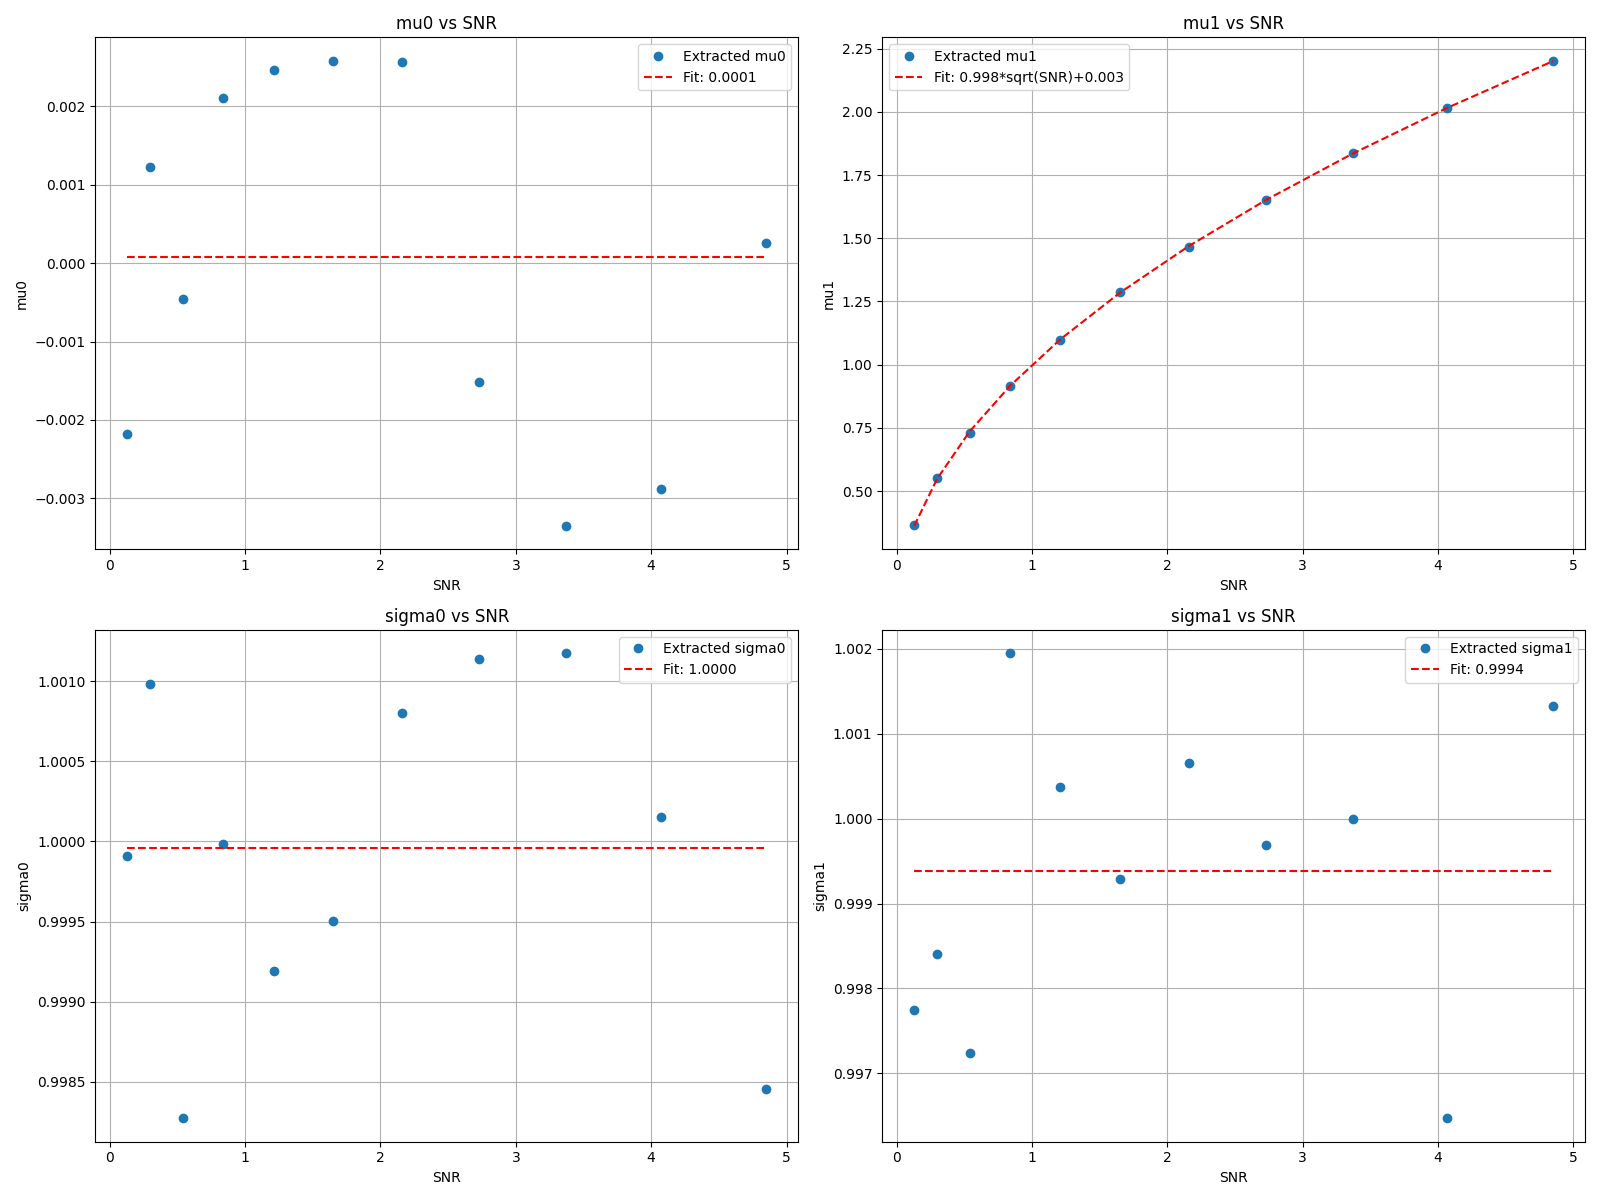 mu0 vs SNR
Extracted mu0
Fit: 0.0001
0.002
0.001
0.000
−0.001
−0.002
−0.003
mu0
0 1 2 3 4 5
SNR
mu1 vs SNR
Extracted mu1
Fit: 0.998*sqrt(SNR)+0.003
2.25
2.00
1.75
1.50
1.25
1.00
0.75
0.50
mu1
0 1 2 3 4 5
SNR
sigma0 vs SNR
Extracted sigma0
Fit: 1.0000
1.0010
1.0005
1.0000
0.9995
0.9990
0.9985
sigma0
0 1 2 3 4 5
SNR
sigma1 vs SNR
Extracted sigma1
Fit: 0.9994
1.002
1.001
1.000
0.999
0.998
0.997
sigma1
0 1 2 3 4 5
SNR